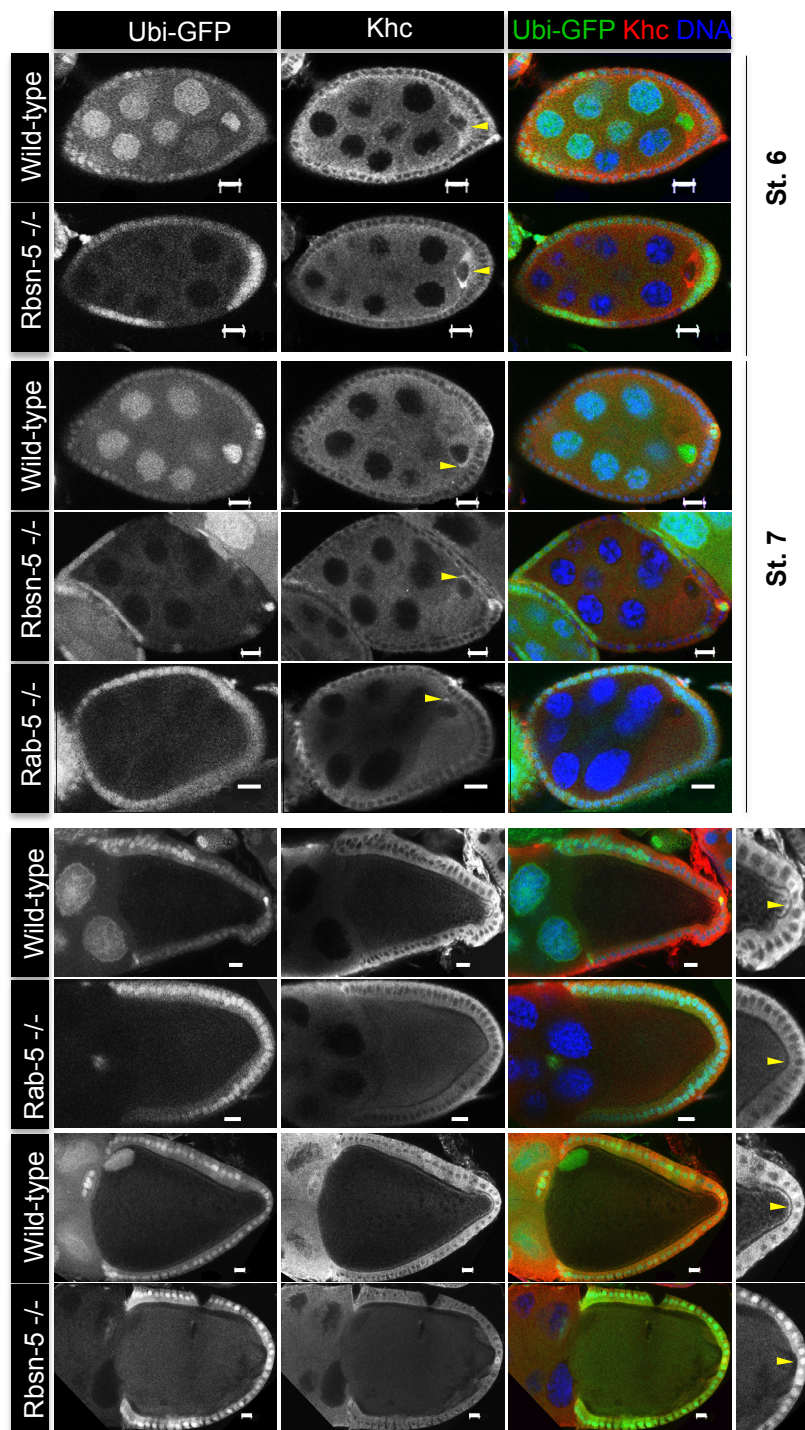 Ubi-GFP Khc Ubi-GFP Khc DNA
Wild-type
Rbsn-5 -/-
St. 6
Wild-type
Rbsn-5 -/-
Rab-5 -/-
St. 7
Wild-type
Rab-5 -/-
Wild-type
Rbsn-5 -/-